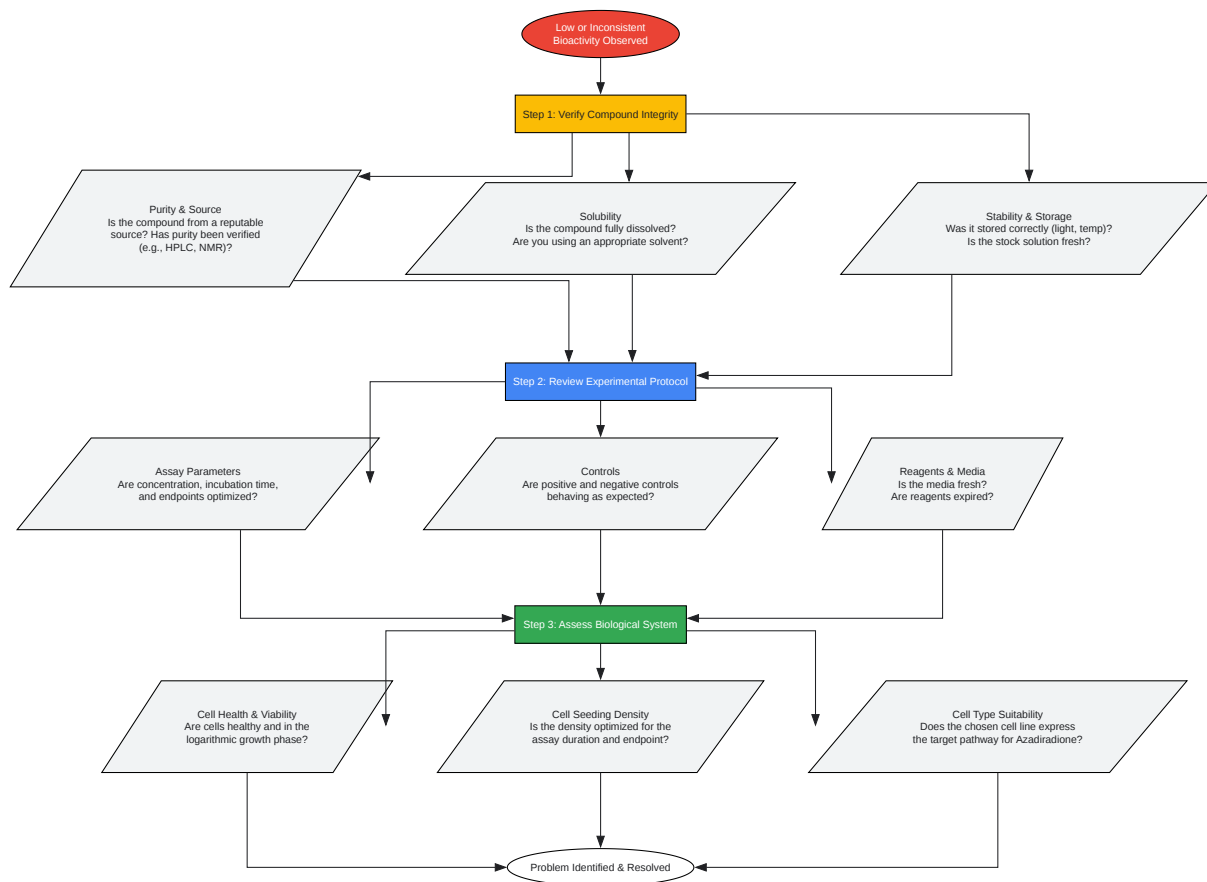 Low or Inconsistent
Bioactivity Observed
Step 1: Verify Compound Integrity
Purity & Source
Is the compound from a reputable
source? Has purity been verified
(e.g., HPLC, NMR)?
Solubility
Is the compound fully dissolved?
Are you using an appropriate solvent?
Stability & Storage
Was it stored correctly (light, temp)?
Is the stock solution fresh?
Step 2: Review Experimental Protocol
Assay Parameters
Are concentration, incubation time,
and endpoints optimized?
Controls
Are positive and negative controls
behaving as expected?
Reagents & Media
Is the media fresh?
Are reagents expired?
Step 3: Assess Biological System
Cell Health & Viability
Are cells healthy and in the
logarithmic growth phase?
Cell Seeding Density
Is the density optimized for the
assay duration and endpoint?
Cell Type Suitability
Does the chosen cell line express
the target pathway for Azadiradione?
Problem Identified & Resolved